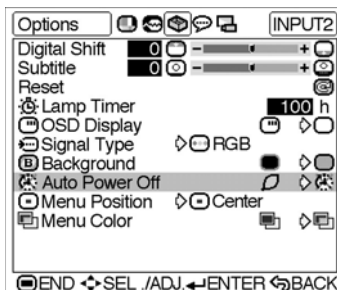 Options INPUT2
Digital Shift 0 - +
Subtitle 0 - +
Reset
Lamp Timer 100 h
OSD Display
Signal Type RGB
B Background
Auto Power Off
Menu Position Center
Menu Color
END SEL ./ADJ. ENTER BACK